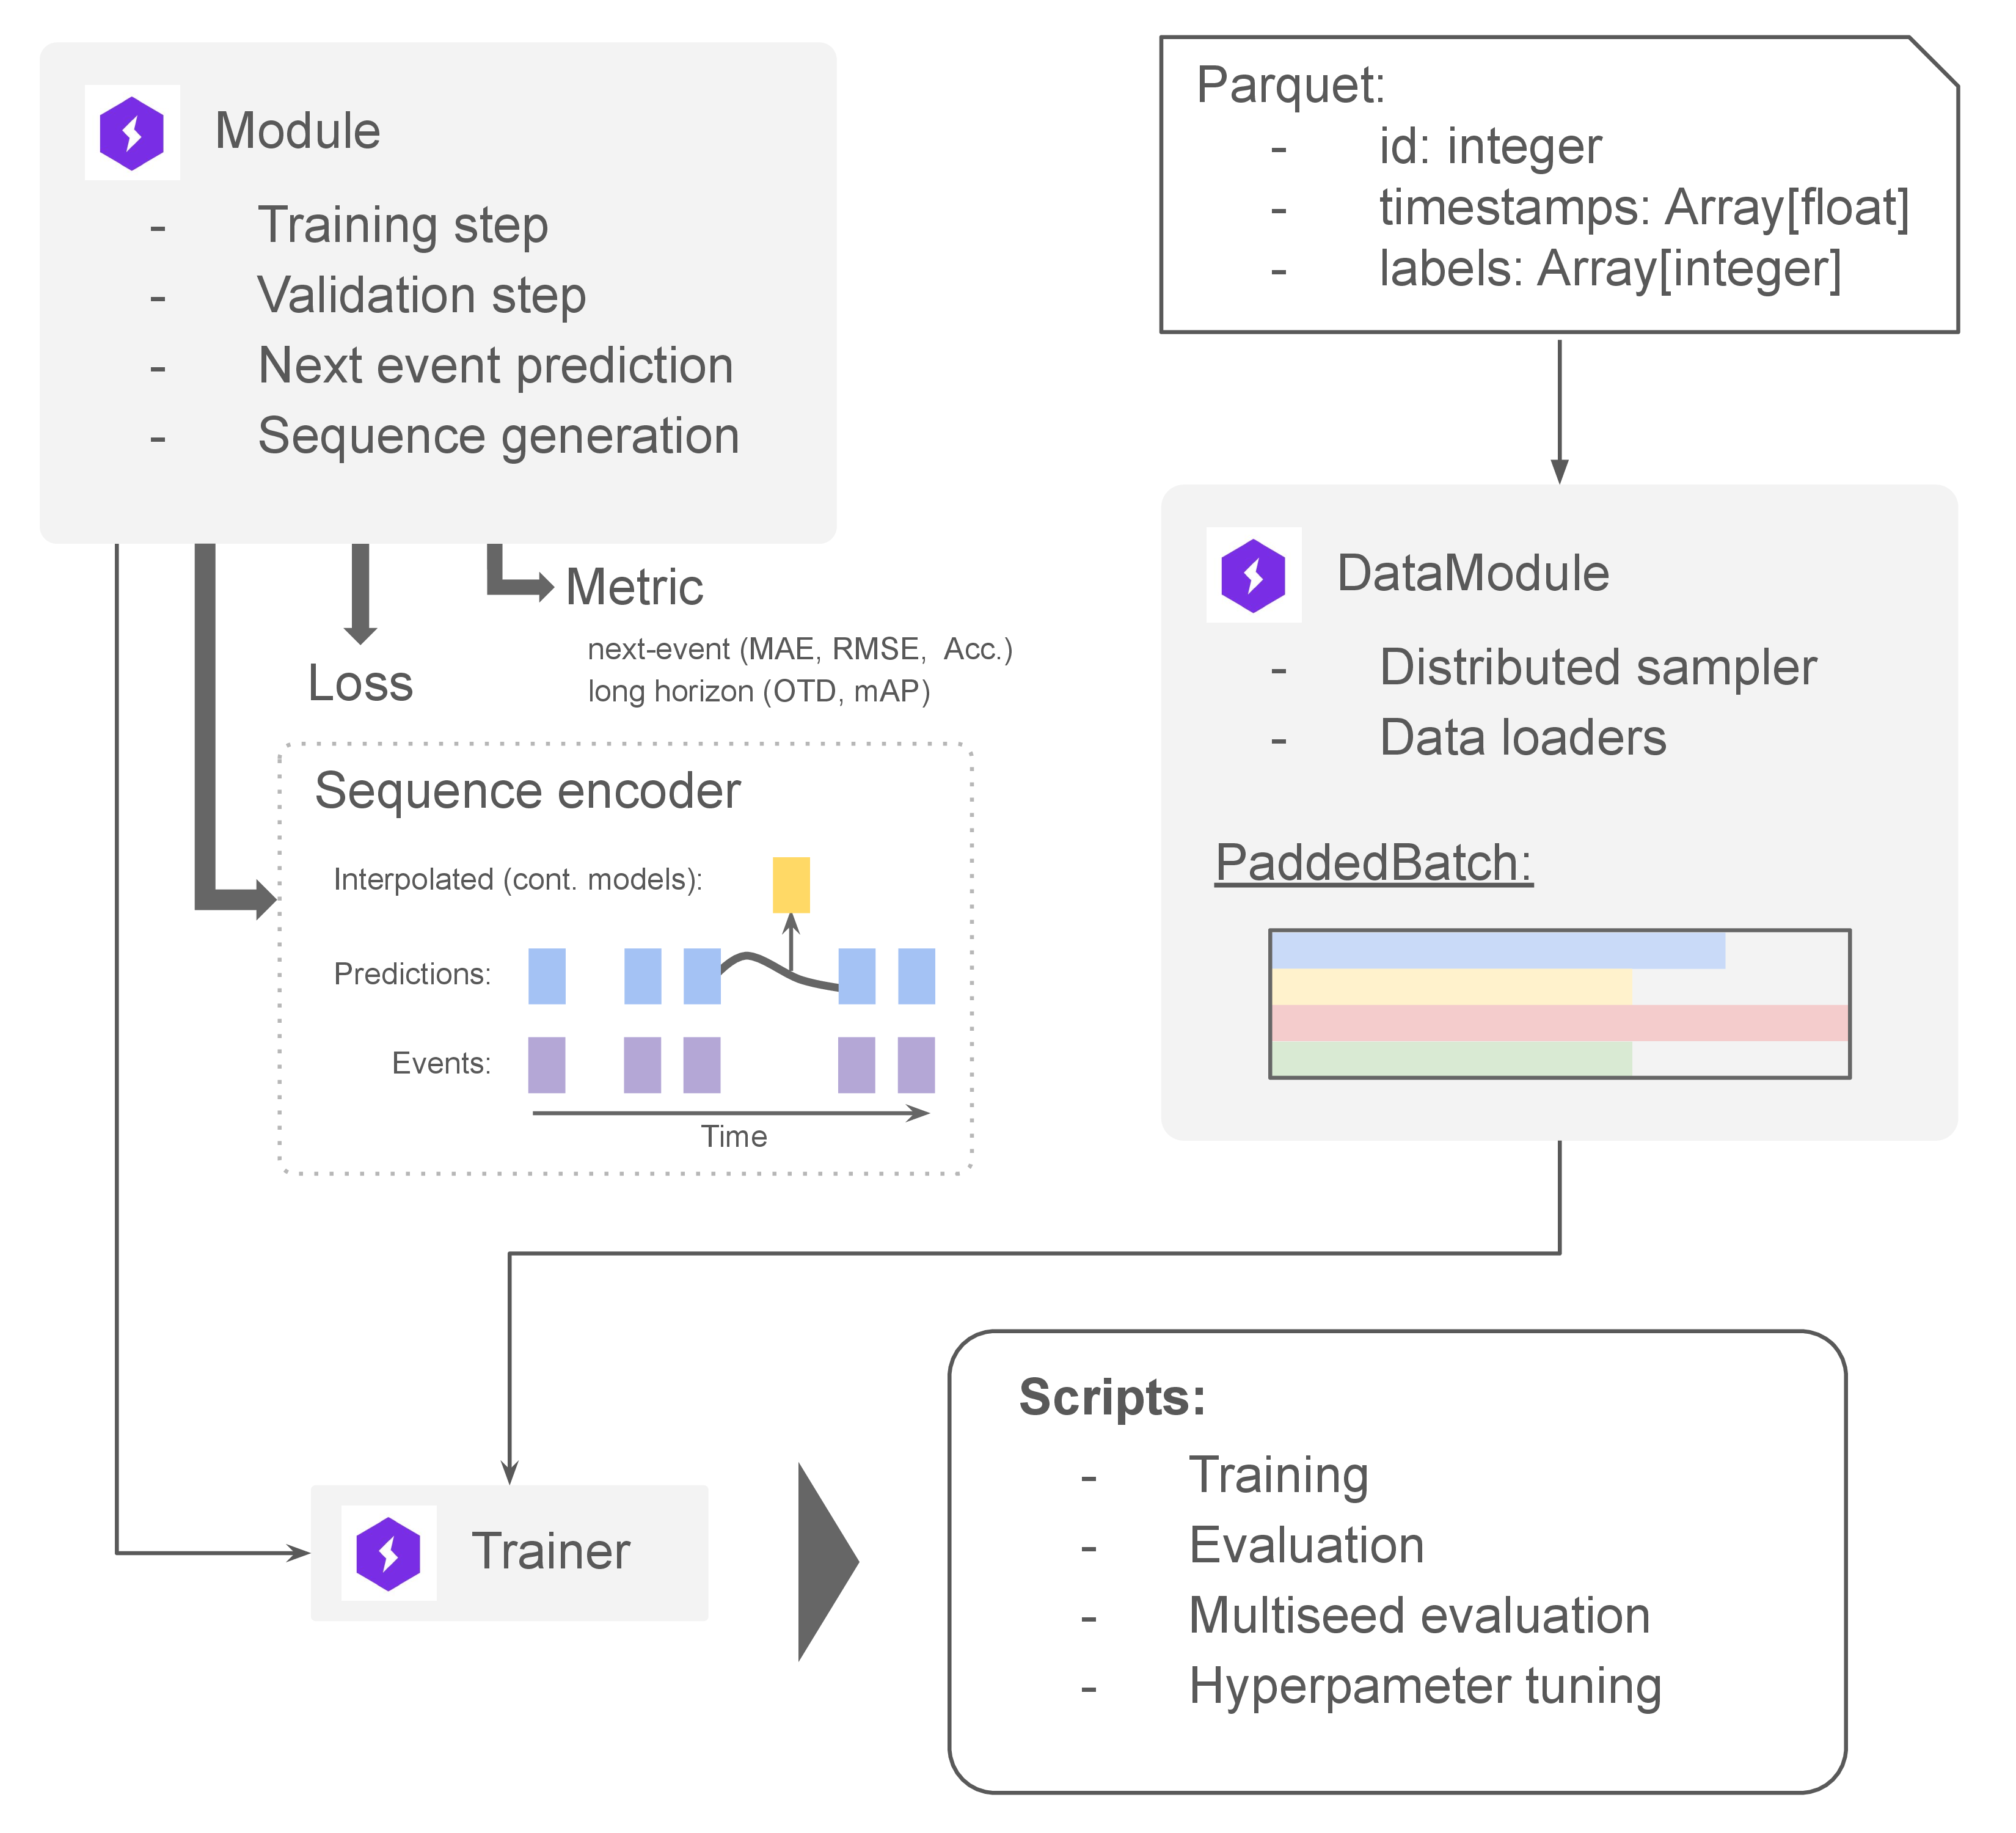 Module
- Training step
- Validation step
- Next event prediction
- Sequence generation
Parquet:
- id: integer
- timestamps: Array[float]
- labels: Array[integer]
Metric
next-event (MAE, RMSE, Acc.)
long horizon (OTD, mAP)
Loss
Sequence encoder
Interpolated (cont. models):
Predictions:
Events:
Time
DataModule
- Distributed sampler
- Data loaders
PaddedBatch:
Trainer
Scripts:
- Training
- Evaluation
- Multiseed evaluation
- Hyperpameter tuning